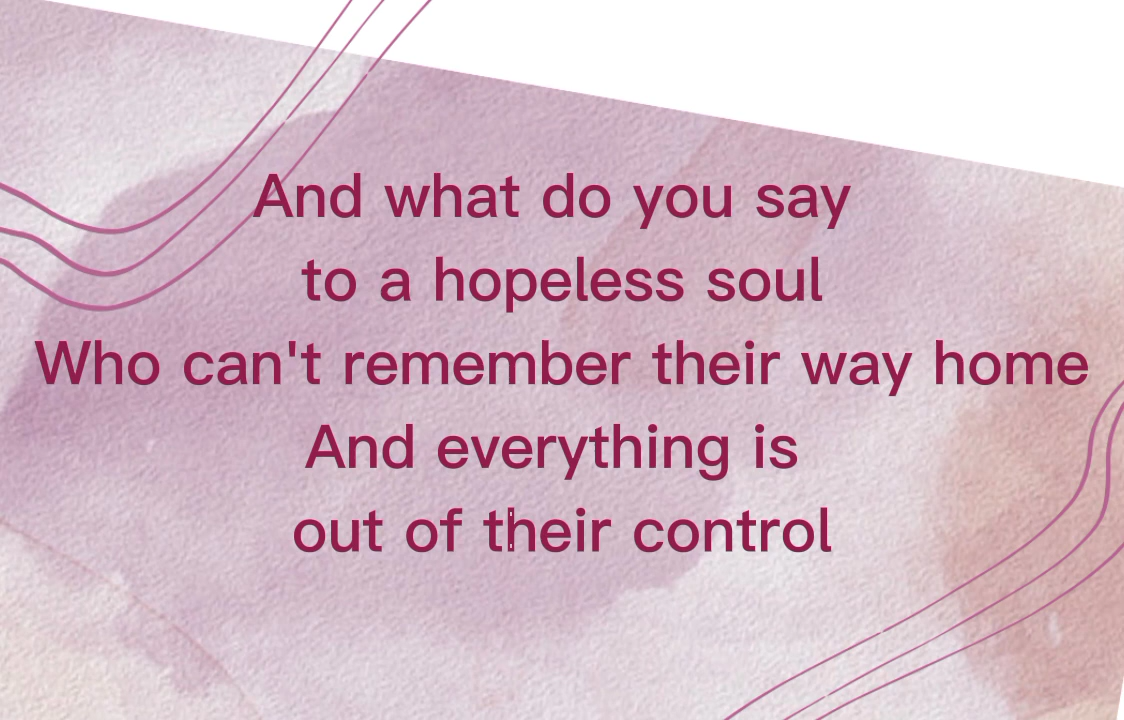 And what do you say
to a hopeless soul
Who can't remember their way home
And everything is
out of their control